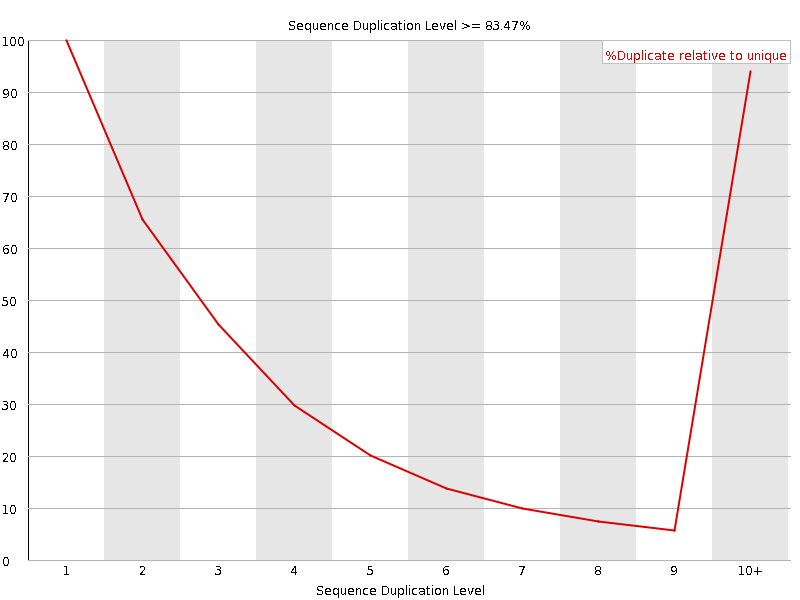 Sequence Duplication Level >= 83.47%
%Duplicate relative to unique
100
90
80
70
60
50
40
30
20
10
0
1 2 3 4 5 6 7 8 9 10+
Sequence Duplication Level